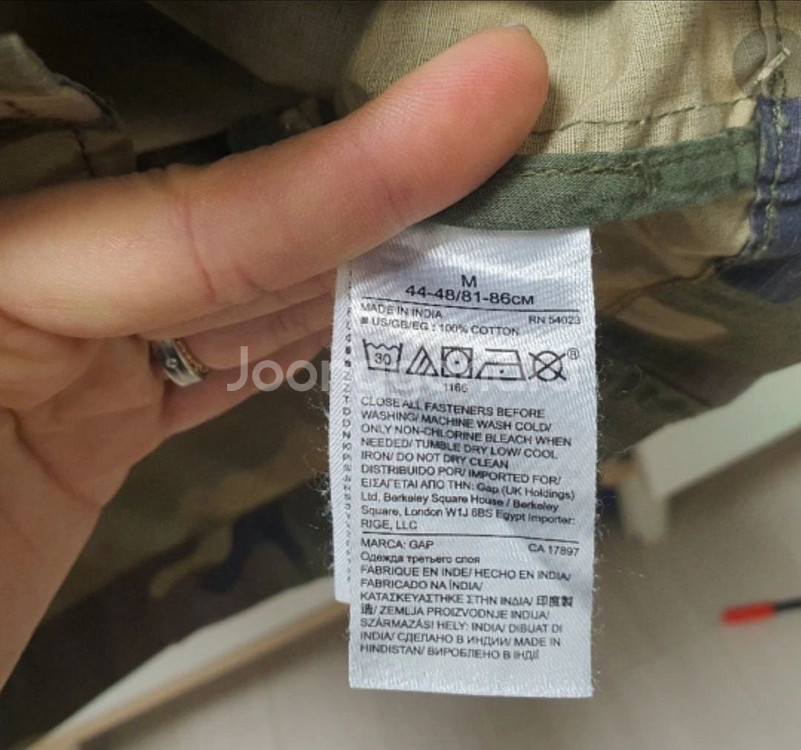 M
44-48/81-86CM
MADE IN INDIA RN 54023
US/GB/EG : 100% COTTON
30
®
1166
CLOSE ALL FASTENERS BEFORE
WASHING/ MACHINE WASH COLD/
ONLY NON-CHLORINE BLEACH WHEN
NEEDED/ TUMBLE DRY LOW/ COOL
IRON/ DO NOT DRY CLEAN
DISTRIBUIDO POR/ IMPORTED FOR/
ΕΙΣΑΓΕΤΑΙ ΑΠΟ ΤΗΝ: Gap (UK Holdings)
Ltd, Berkeley Square House / Berkeley
Square, London W1J 6BS Egypt Importer:
RIGE, LLC
MARCA: GAP CA 17897
Одежда третьего слоя
FABRIQUE EN INDE/ HECHO EN INDIA/
FABRICADO NA ÍNDIA/
ΚΑΤΑΣΚΕΥΑΣΤΗΚΕ ΣΤΗΝ ΙΝΔΙΑ/ 印度製
造/ ZEMLJA PROIZVODNJE INDIJA/
SZÁRMAZÁSI HELY: INDIA/ DIBUAT DI
INDIA/ СДЕЛАНО В ИНДИИ/ MADE IN
HINDISTAN/ ВИРОБЛЕНО В ІНДІЇ